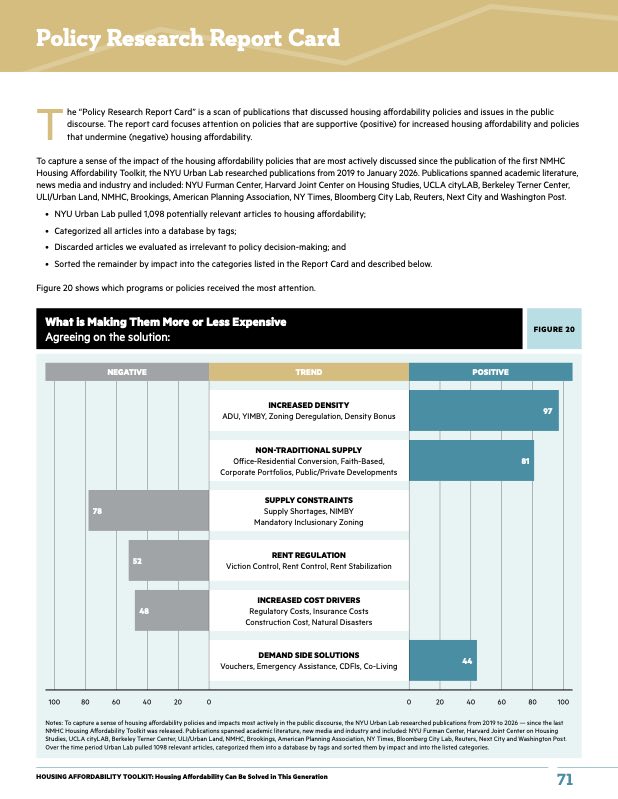 Policy Research Report Card
The “Policy Research Report Card” is a scan of publications that discussed housing affordability policies and issues in the public
discourse. The report card focuses attention on policies that are supportive (positive) for increased housing affordability and policies
that undermine (negative) housing affordability.
To capture a sense of the impact of the housing affordability policies that are most actively discussed since the publication of the first NMHC
Housing Affordability Toolkit, the NYU Urban Lab researched publications from 2019 to January 2026. Publications spanned academic literature,
news media and industry and included: NYU Furman Center, Harvard Joint Center on Housing Studies, UCLA cityLAB, Berkeley Terner Center,
ULI/Urban Land, NMHC, Brookings, American Planning Association, NY Times, Bloomberg City Lab, Reuters, Next City and Washington Post.
• NYU Urban Lab pulled 1,098 potentially relevant articles to housing affordability;
• Categorized all articles into a database by tags;
• Discarded articles we evaluated as irrelevant to policy decision-making; and
• Sorted the remainder by impact into the categories listed in the Report Card and described below.
Figure 20 shows which programs or policies received the most attention.
What is Making Them More or Less Expensive
Agreeing on the solution:
FIGURE 20
NEGATIVE TREND POSITIVE
INCREASED DENSITY
ADU, YIMBY, Zoning Deregulation, Density Bonus
97
NON-TRADITIONAL SUPPLY
Office-Residential Conversion, Faith-Based,
Corporate Portfolios, Public/Private Developments
81
78
SUPPLY CONSTRAINTS
Supply Shortages, NIMBY
Mandatory Inclusionary Zoning
52
RENT REGULATION
Viction Control, Rent Control, Rent Stabilization
48
INCREASED COST DRIVERS
Regulatory Costs, Insurance Costs
Construction Cost, Natural Disasters
DEMAND SIDE SOLUTIONS
Vouchers, Emergency Assistance, CDFIs, Co-Living
44
100 80 60 40 20 0 0 20 40 60 80 100
Notes: To capture a sense of housing affordability policies and impacts most actively in the public discourse, the NYU Urban Lab researched publications from 2019 to 2026 — since the last
NMHC Housing Affordability Toolkit was released. Publications spanned academic literature, new media and industry and included: NYU Furman Center, Harvard Joint Center on Housing
Studies, UCLA cityLAB, Berkeley Terner Center, ULI/Urban Land, NMHC, Brookings, American Planning Association, NY Times, Bloomberg City Lab, Reuters, Next City and Washington Post.
Over the time period Urban Lab pulled 1098 relevant articles, categorized them into a database by tags and sorted them by impact and into the listed categories.
HOUSING AFFORDABILITY TOOLKIT: Housing Affordability Can Be Solved in This Generation
71